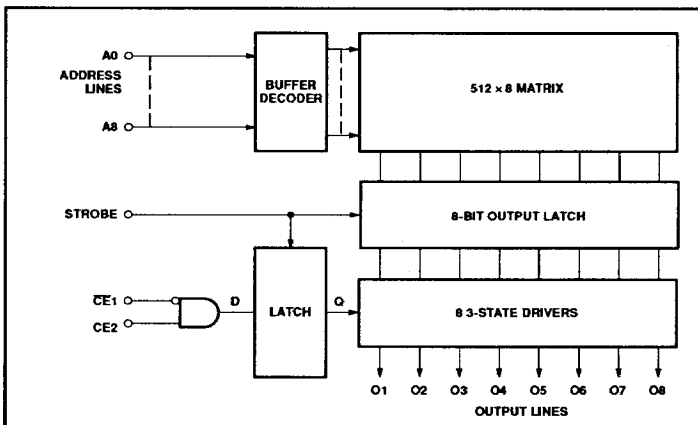 A0
ADDRESS
LINES
A8
BUFFER
DECODER
512 × 8 MATRIX
STROBE
8-BIT OUTPUT LATCH
C̅E̅1
CE2
D
LATCH
Q
8 3-STATE DRIVERS
O1 O2 O3 O4 O5 O6 O7 O8
OUTPUT LINES